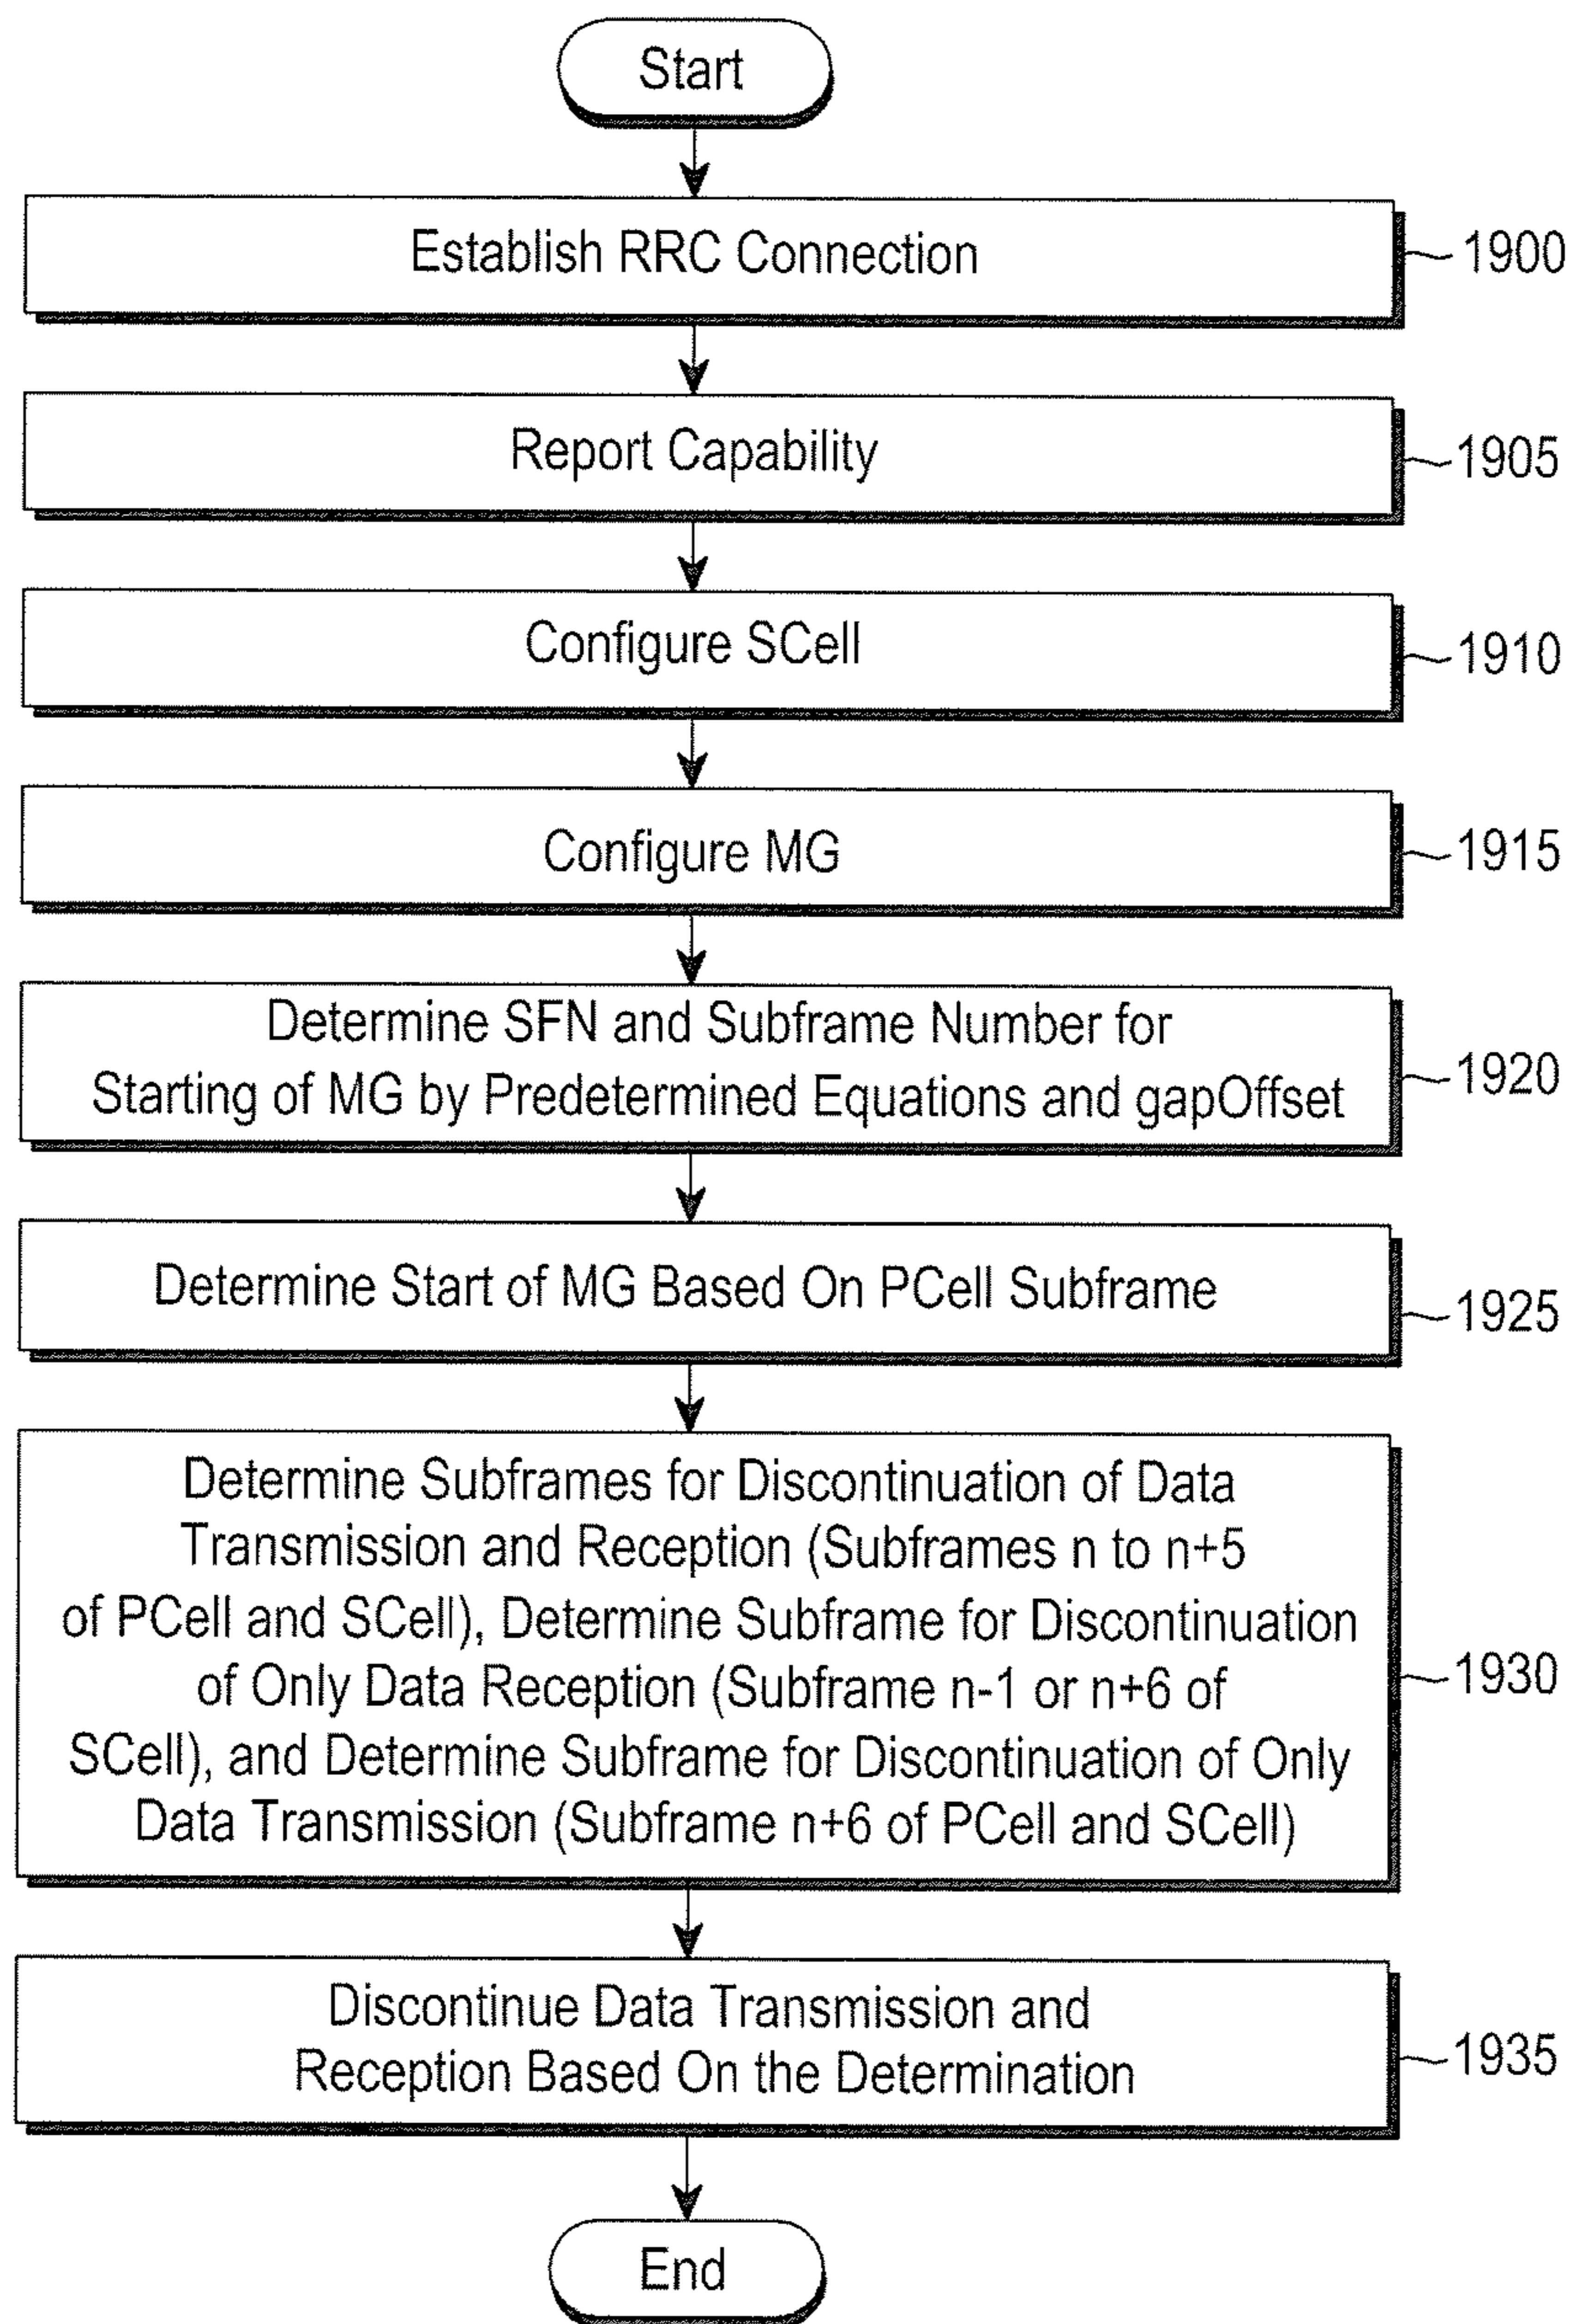 Start
Establish RRC Connection
1900
Report Capability
1905
Configure SCell
1910
Configure MG
1915
Determine SFN and Subframe Number for
Starting of MG by Predetermined Equations and gapOffset
1920
Determine Start of MG Based On PCell Subframe
1925
Determine Subframes for Discontinuation of Data
Transmission and Reception (Subframes n to n+5
of PCell and SCell), Determine Subframe for Discontinuation
of Only Data Reception (Subframe n-1 or n+6 of
SCell), and Determine Subframe for Discontinuation of Only
Data Transmission (Subframe n+6 of PCell and SCell)
1930
Discontinue Data Transmission and
Reception Based On the Determination
1935
End